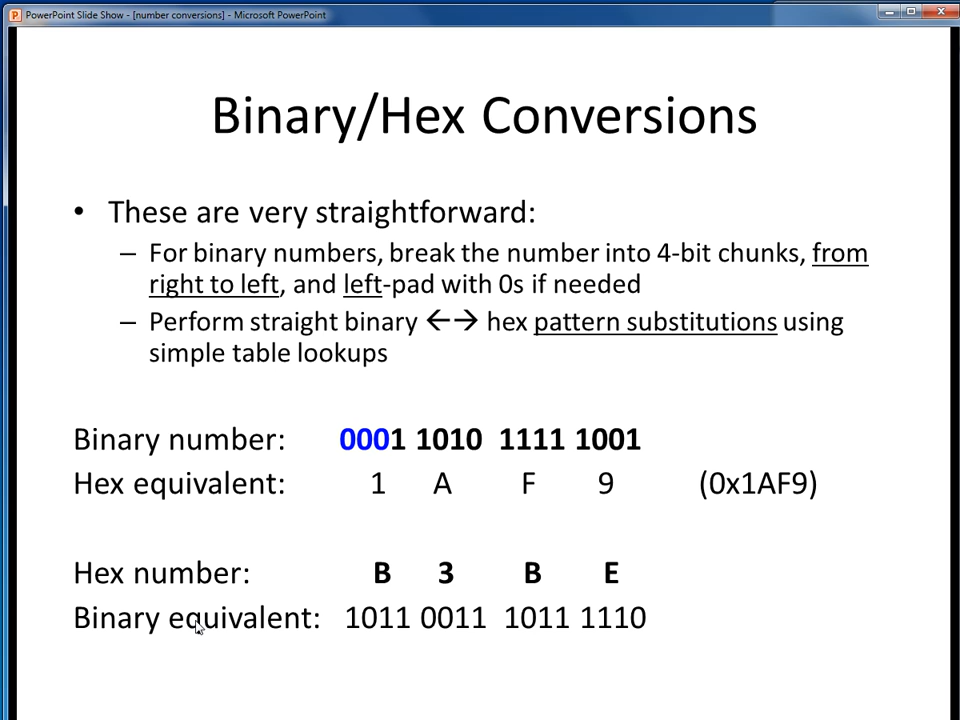 PowerPoint Slide Show - [number conversions] - Microsoft PowerPoint
Binary/Hex Conversions
• These are very straightforward:
– For binary numbers, break the number into 4-bit chunks, from
right to left, and left-pad with 0s if needed
– Perform straight binary ←→ hex pattern substitutions using
simple table lookups
Binary number: 0001 1010 1111 1001
Hex equivalent: 1 A F 9 (0x1AF9)
Hex number: B 3 B E
Binary equivalent: 1011 0011 1011 1110